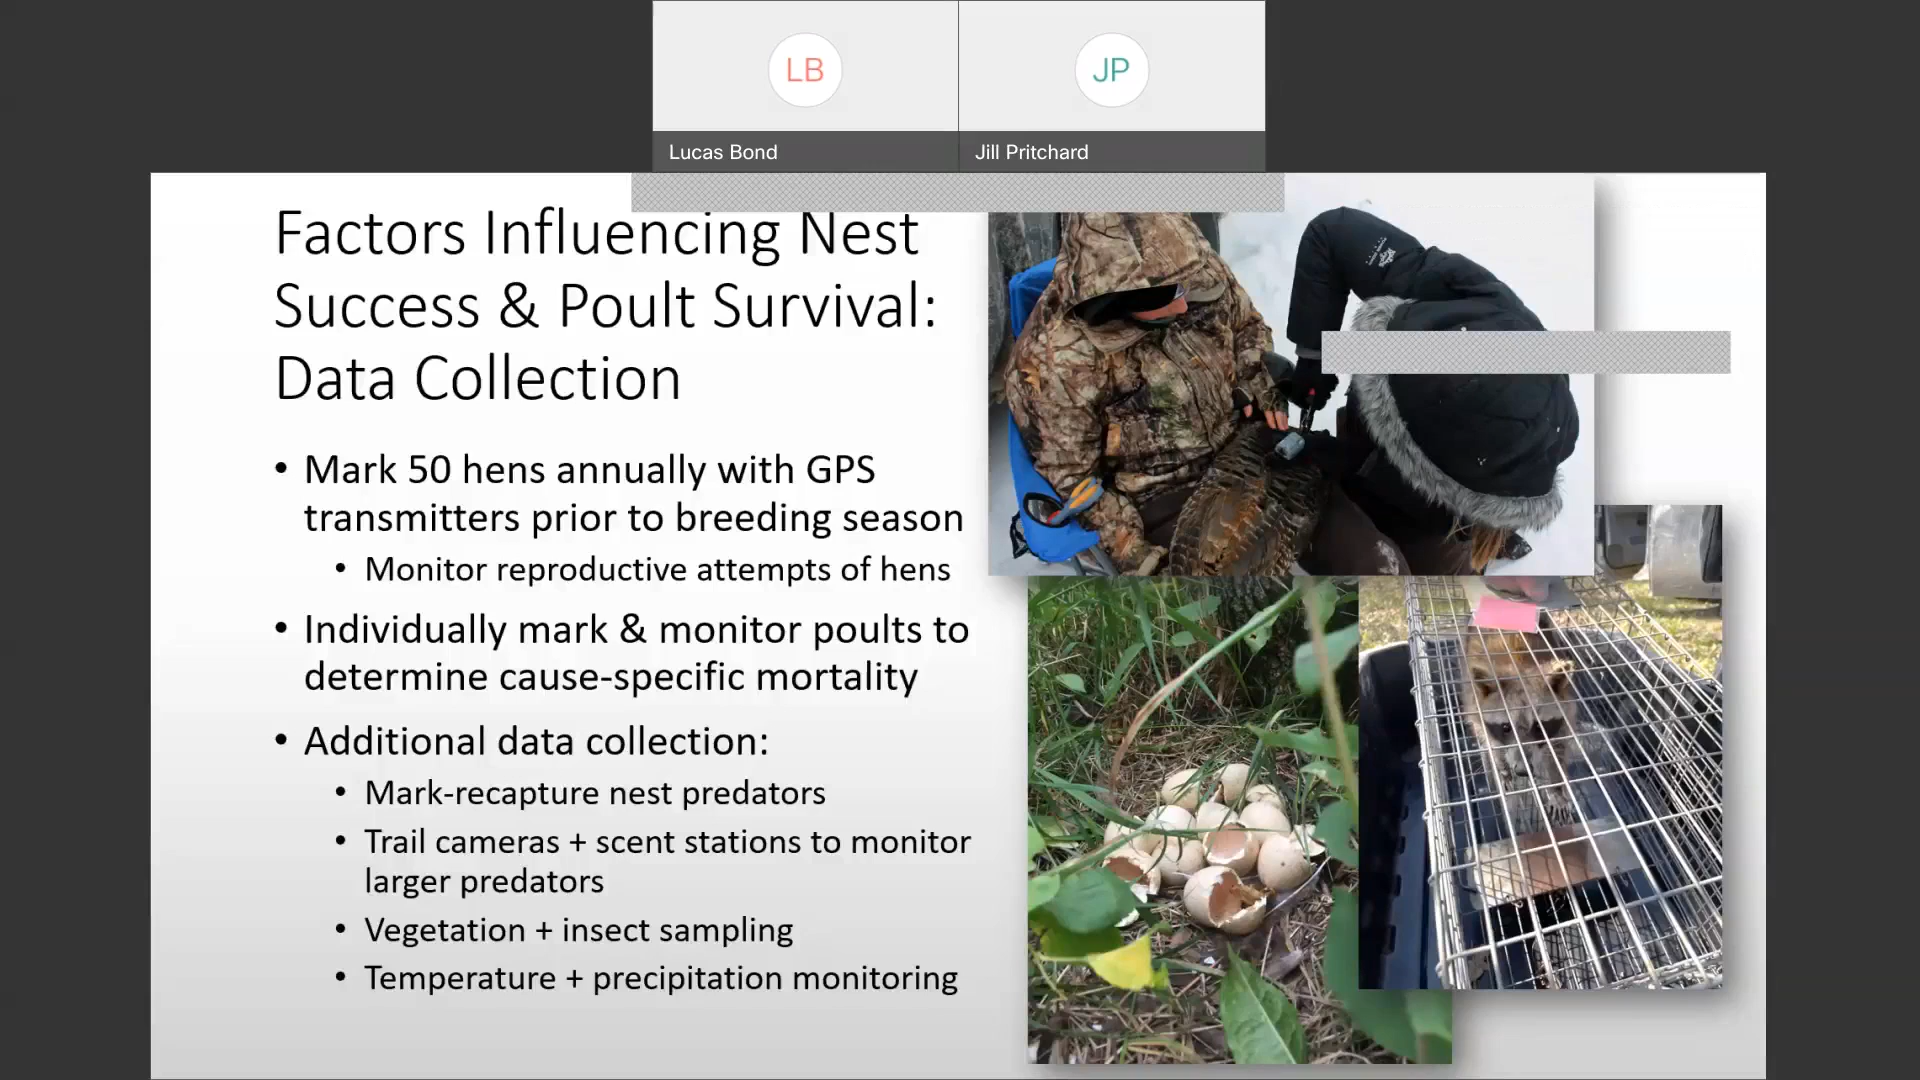 LB
JP
Lucas Bond
Jill Pritchard
Factors Influencing Nest
Success & Poult Survival:
Data Collection
• Mark 50 hens annually with GPS
transmitters prior to breeding season
• Monitor reproductive attempts of hens
• Individually mark & monitor poults to
determine cause-specific mortality
• Additional data collection:
• Mark-recapture nest predators
• Trail cameras + scent stations to monitor
larger predators
• Vegetation + insect sampling
• Temperature + precipitation monitoring